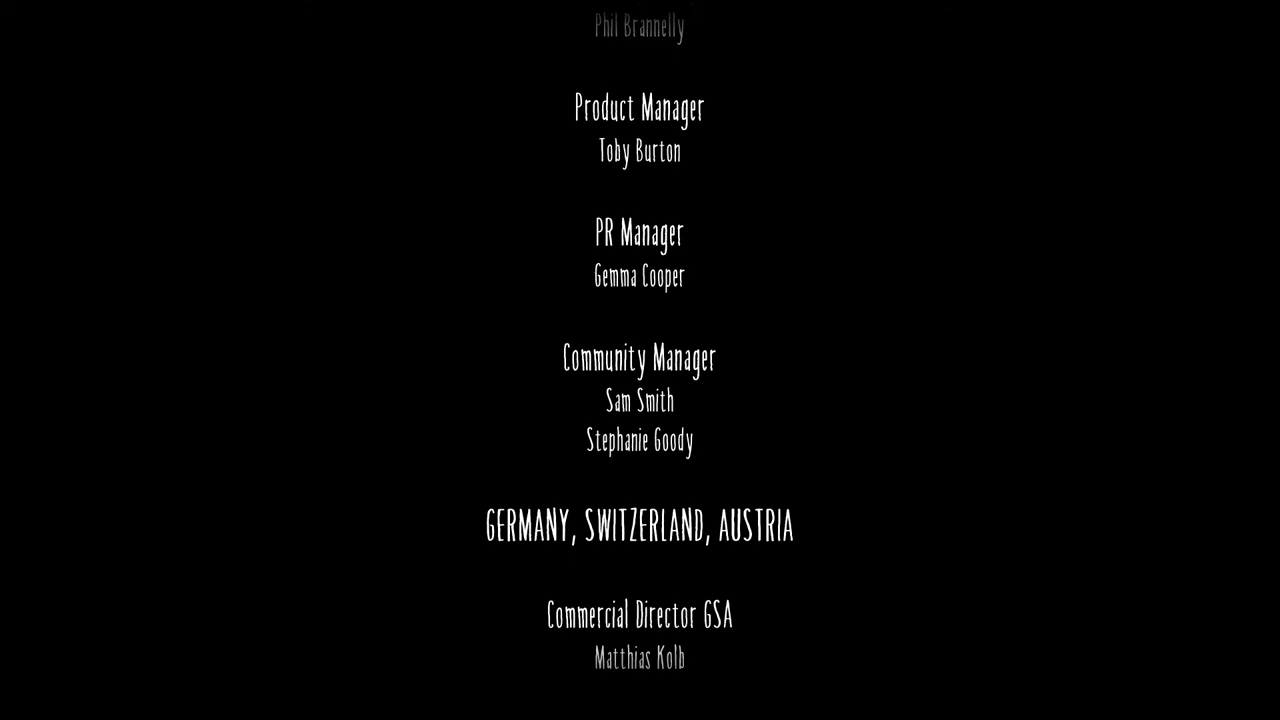 Phil Brannelly
Product Manager
Toby Burton
PR Manager
Gemma Cooper
Community Manager
Sam Smith
Stephanie Goody
GERMANY, SWITZERLAND, AUSTRIA
Commercial Director GSA
Matthias Kolb